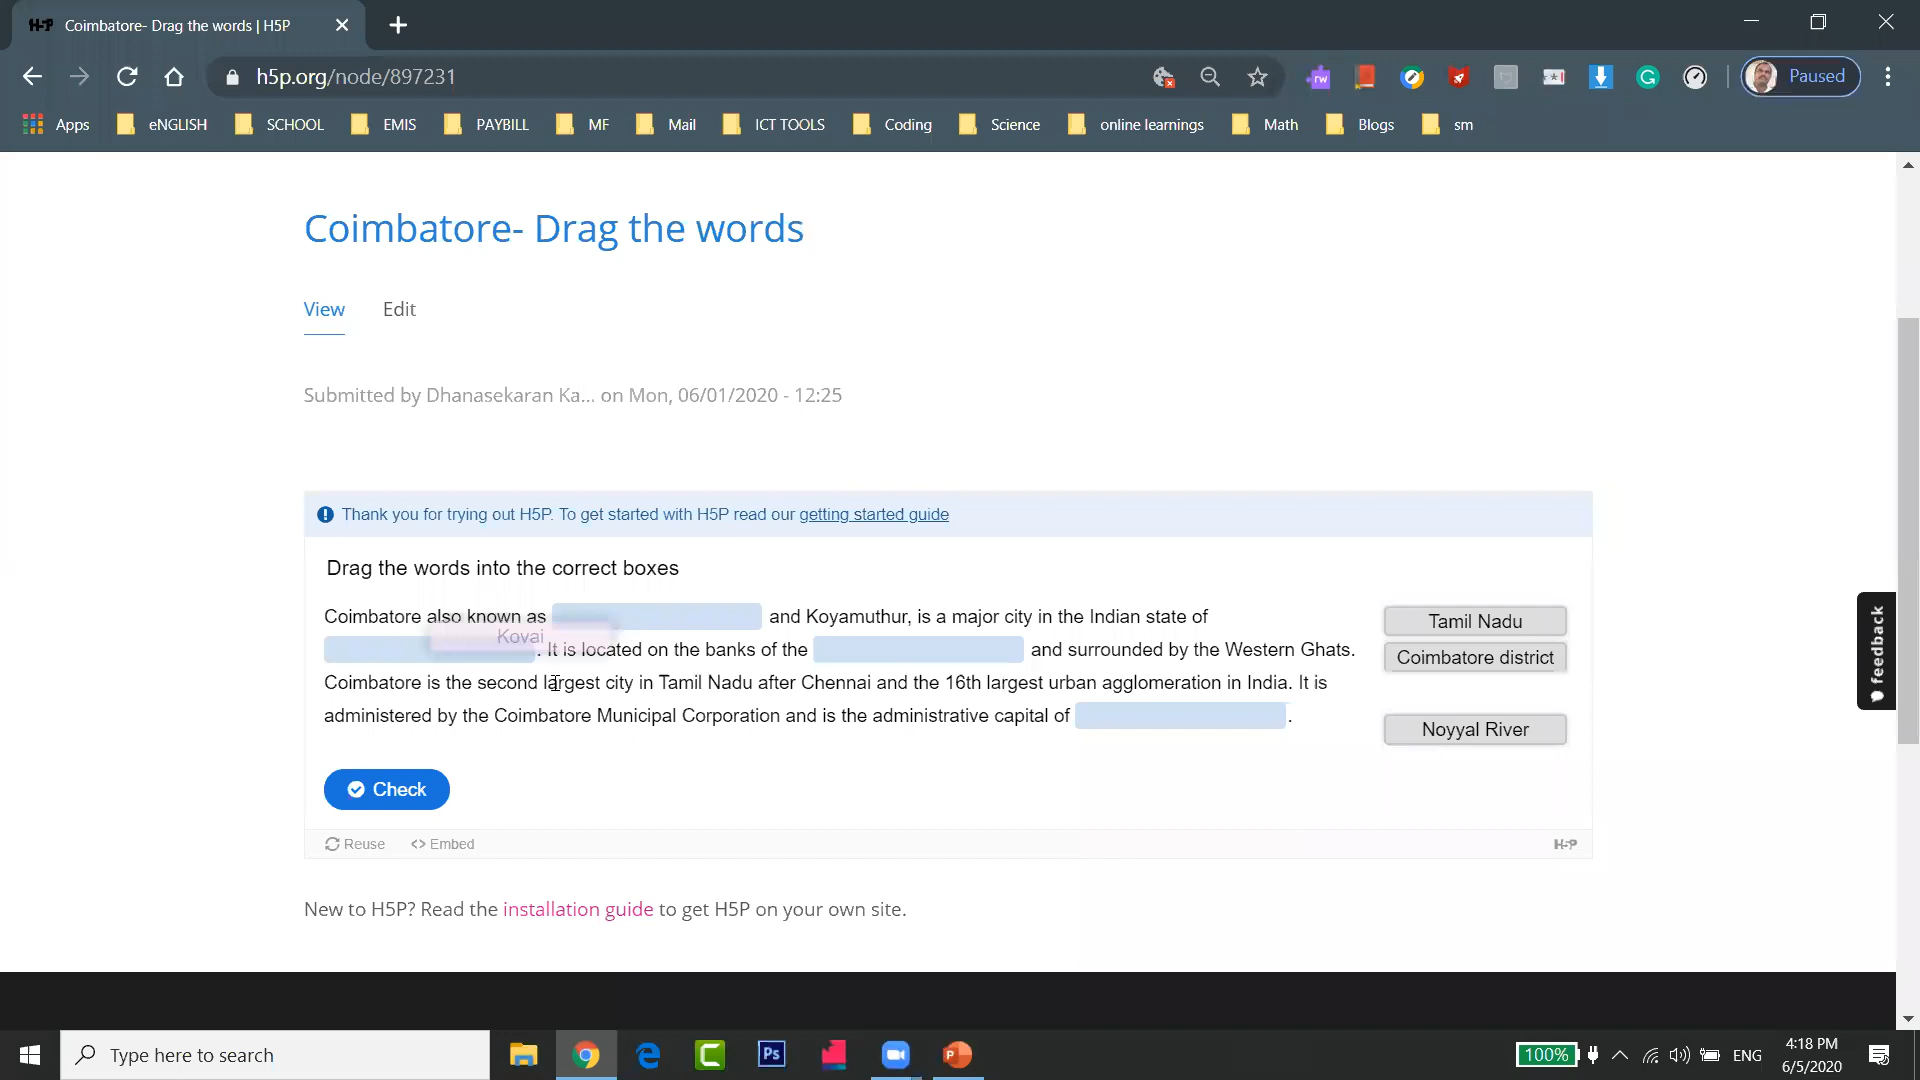 H5P Coimbatore- Drag the words | H5P
h5p.org/node/897231
rw
Paused
Apps eNGLISH SCHOOL EMIS PAYBILL MF Mail ICT TOOLS Coding Science online learnings Math Blogs sm
Coimbatore- Drag the words
View Edit
Submitted by Dhanasekaran Ka... on Mon, 06/01/2020 - 12:25
Thank you for trying out H5P. To get started with H5P read our getting started guide
Drag the words into the correct boxes
Coimbatore also known as and Koyamuthur, is a major city in the Indian state of
Kovai
. It is located on the banks of the and surrounded by the Western Ghats.
Coimbatore is the second largest city in Tamil Nadu after Chennai and the 16th largest urban agglomeration in India. It is
administered by the Coimbatore Municipal Corporation and is the administrative capital of .
Tamil Nadu
Coimbatore district
Noyyal River
Check
Reuse <> Embed H5P
New to H5P? Read the installation guide to get H5P on your own site.
feedback
Type here to search
Ps
100%
ENG
4:18 PM
6/5/2020